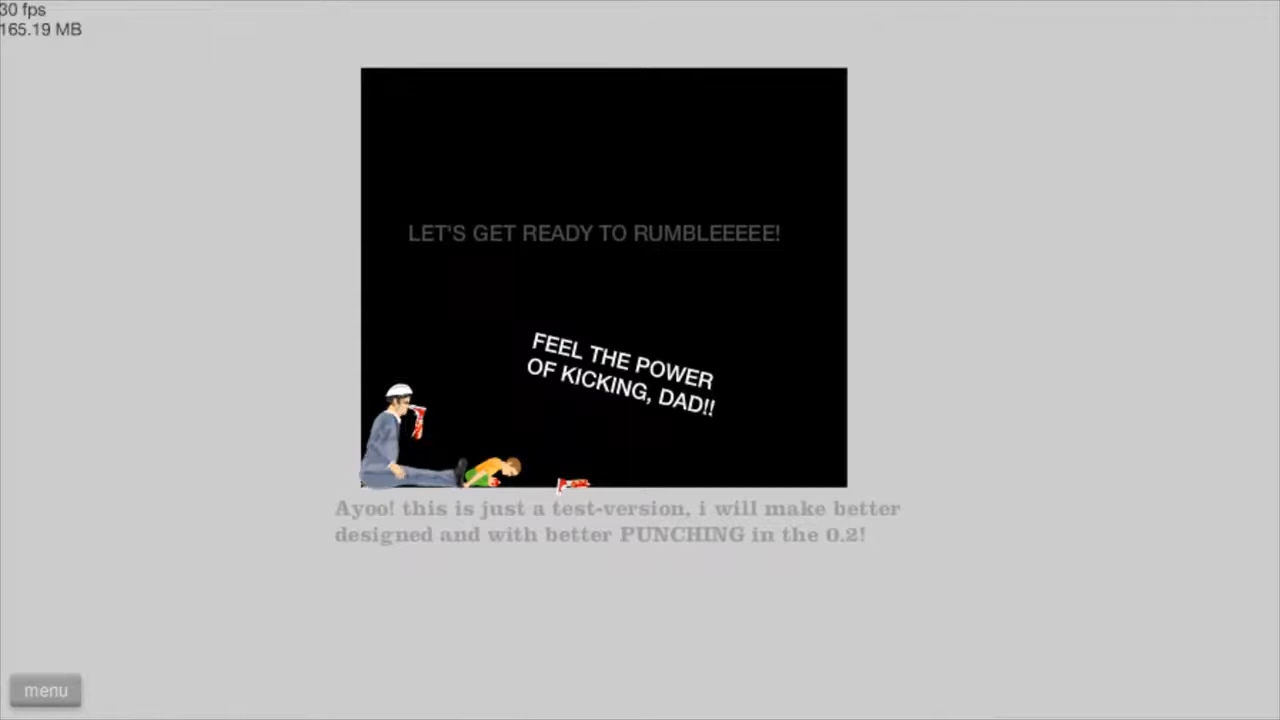 30 fps
165.19 MB
LET'S GET READY TO RUMBLEEEEE!
FEEL THE POWER
OF KICKING, DAD!!
Ayoo! this is just a test-version, i will make better
designed and with better PUNCHING in the 0.2!
menu